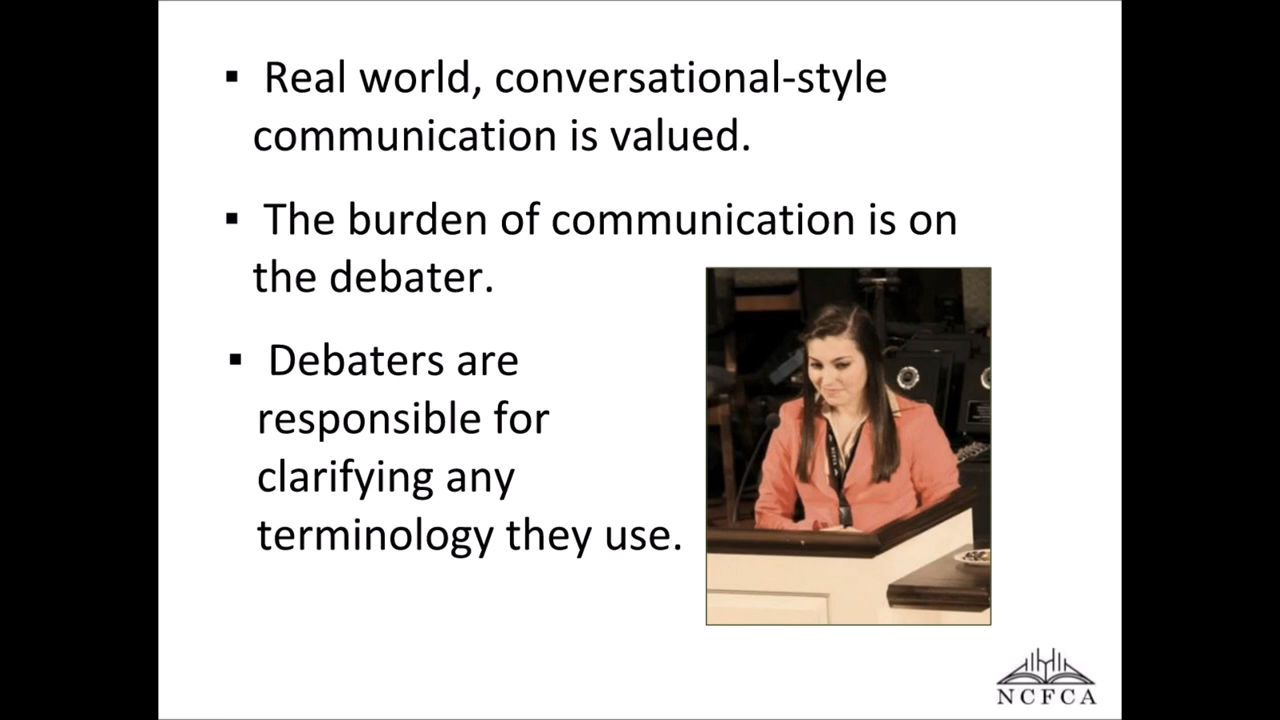 ▪ Real world, conversational-style
communication is valued.
▪ The burden of communication is on
the debater.
▪ Debaters are
responsible for
clarifying any
terminology they use.
NCFCA